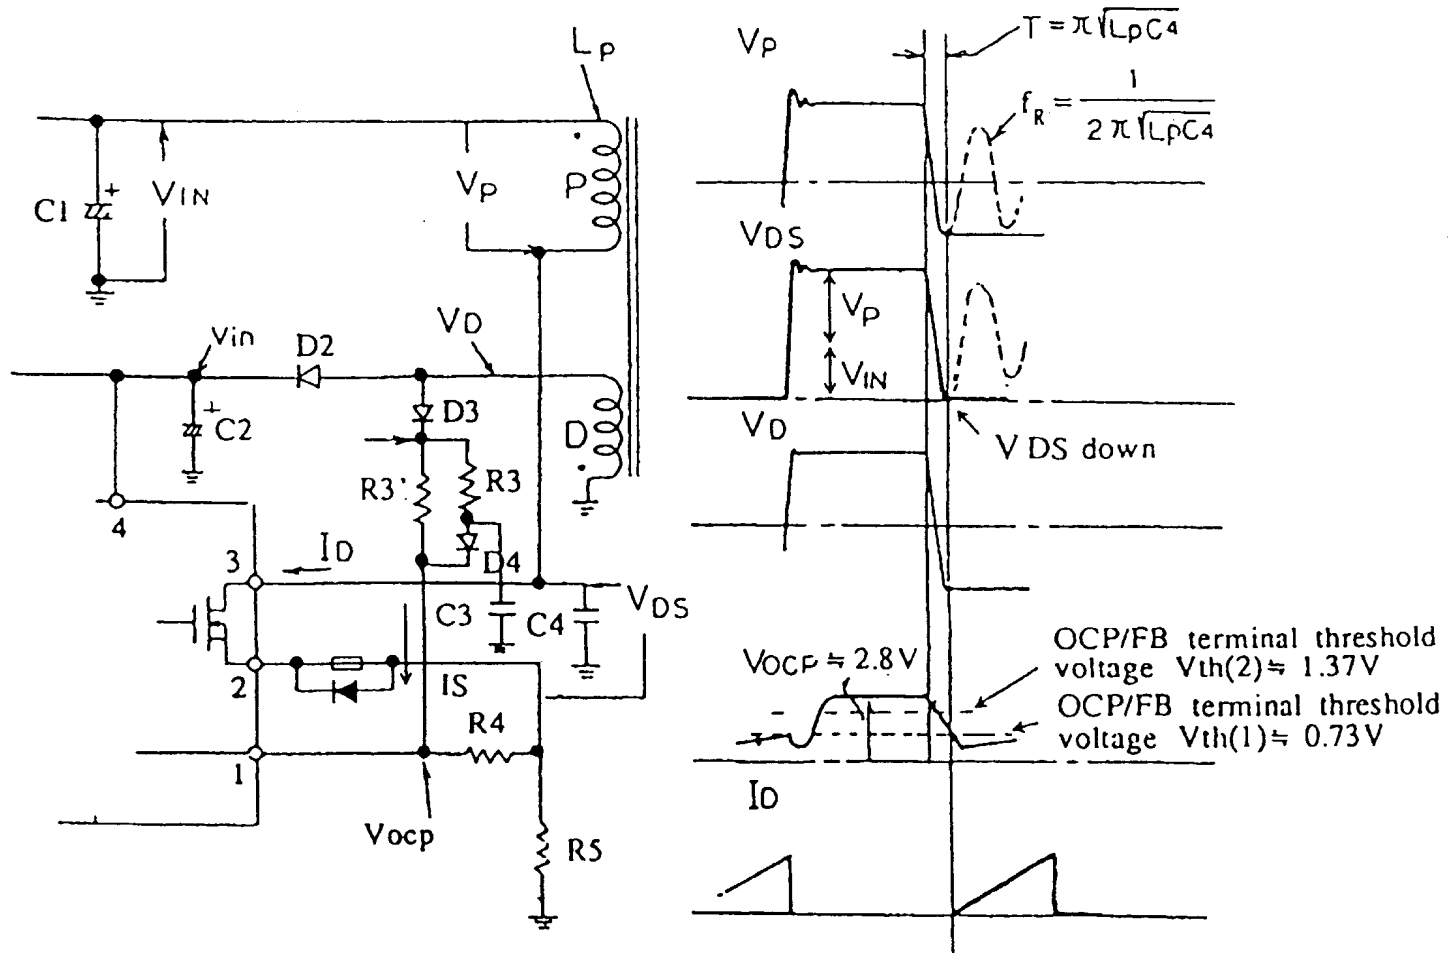 LP
VP
T=π√LPC4
fR= 1
2π√LPC4
C1
+
VIN
VP
P
VDS
VP
VIN
Vin
D2
VD
+
C2
D3
D
VD
V DS down
R3'
R3
4
D4
3
ID
C3
C4
VDS
2
IS
VOCP≒2.8V
OCP/FB terminal threshold
voltage Vth(2)≒ 1.37V
OCP/FB terminal threshold
voltage Vth(1)≒ 0.73V
R4
1
ID
Vocp
R5